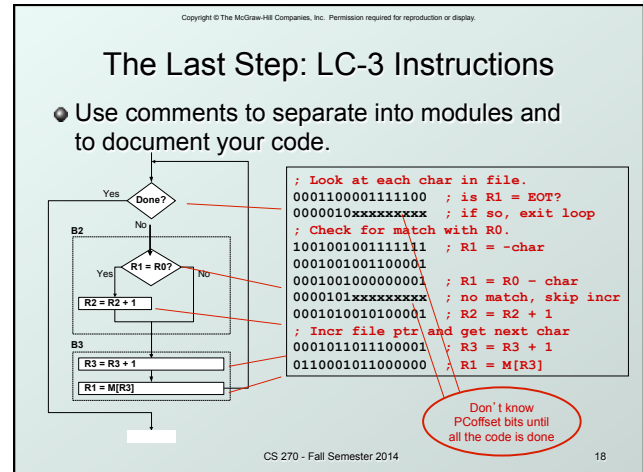 Copyright © The McGraw-Hill Companies, Inc. Permission required for reproduction or display.
The Last Step: LC-3 Instructions
Use comments to separate into modules and
to document your code.
Yes
Done?
No
B2
Yes
R1 = R0?
No
R2 = R2 + 1
B3
R3 = R3 + 1
R1 = M[R3]
; Look at each char in file.
0001100001111100 ; is R1 = EOT?
0000010xxxxxxxxx ; if so, exit loop
; Check for match with R0.
1001001001111111 ; R1 = -char
0001001001100001
0001001000000001 ; R1 = R0 – char
0000101xxxxxxxxx ; no match, skip incr
0001010010100001 ; R2 = R2 + 1
; Incr file ptr and get next char
0001011011100001 ; R3 = R3 + 1
0110001011000000 ; R1 = M[R3]
Don't know
PCoffset bits until
all the code is done
CS 270 - Fall Semester 2014
18